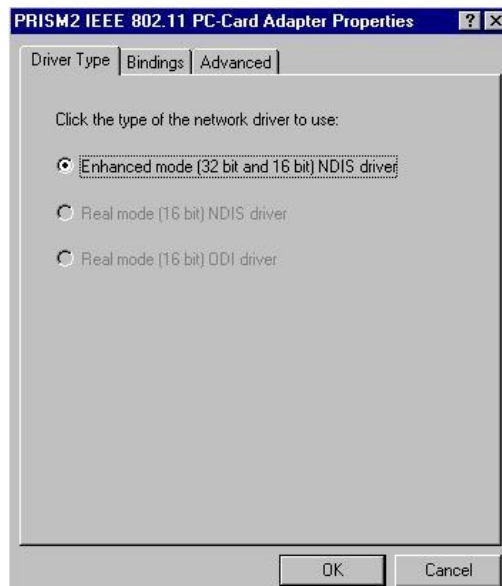 PRISM2 IEEE 802.11 PC-Card Adapter Properties
Driver Type Bindings Advanced
Click the type of the network driver to use:
Enhanced mode (32 bit and 16 bit) NDIS driver
Real mode (16 bit) NDIS driver
Real mode (16 bit) ODI driver
OK Cancel